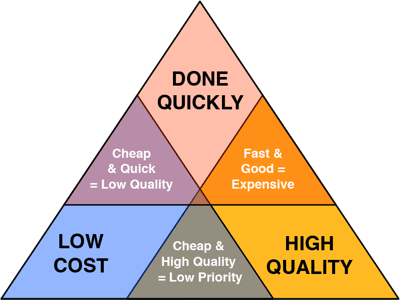 DONE
QUICKLY
Cheap
& Quick
= Low Quality
Fast &
Good =
Expensive
LOW
COST
Cheap &
High Quality
= Low Priority
HIGH
QUALITY